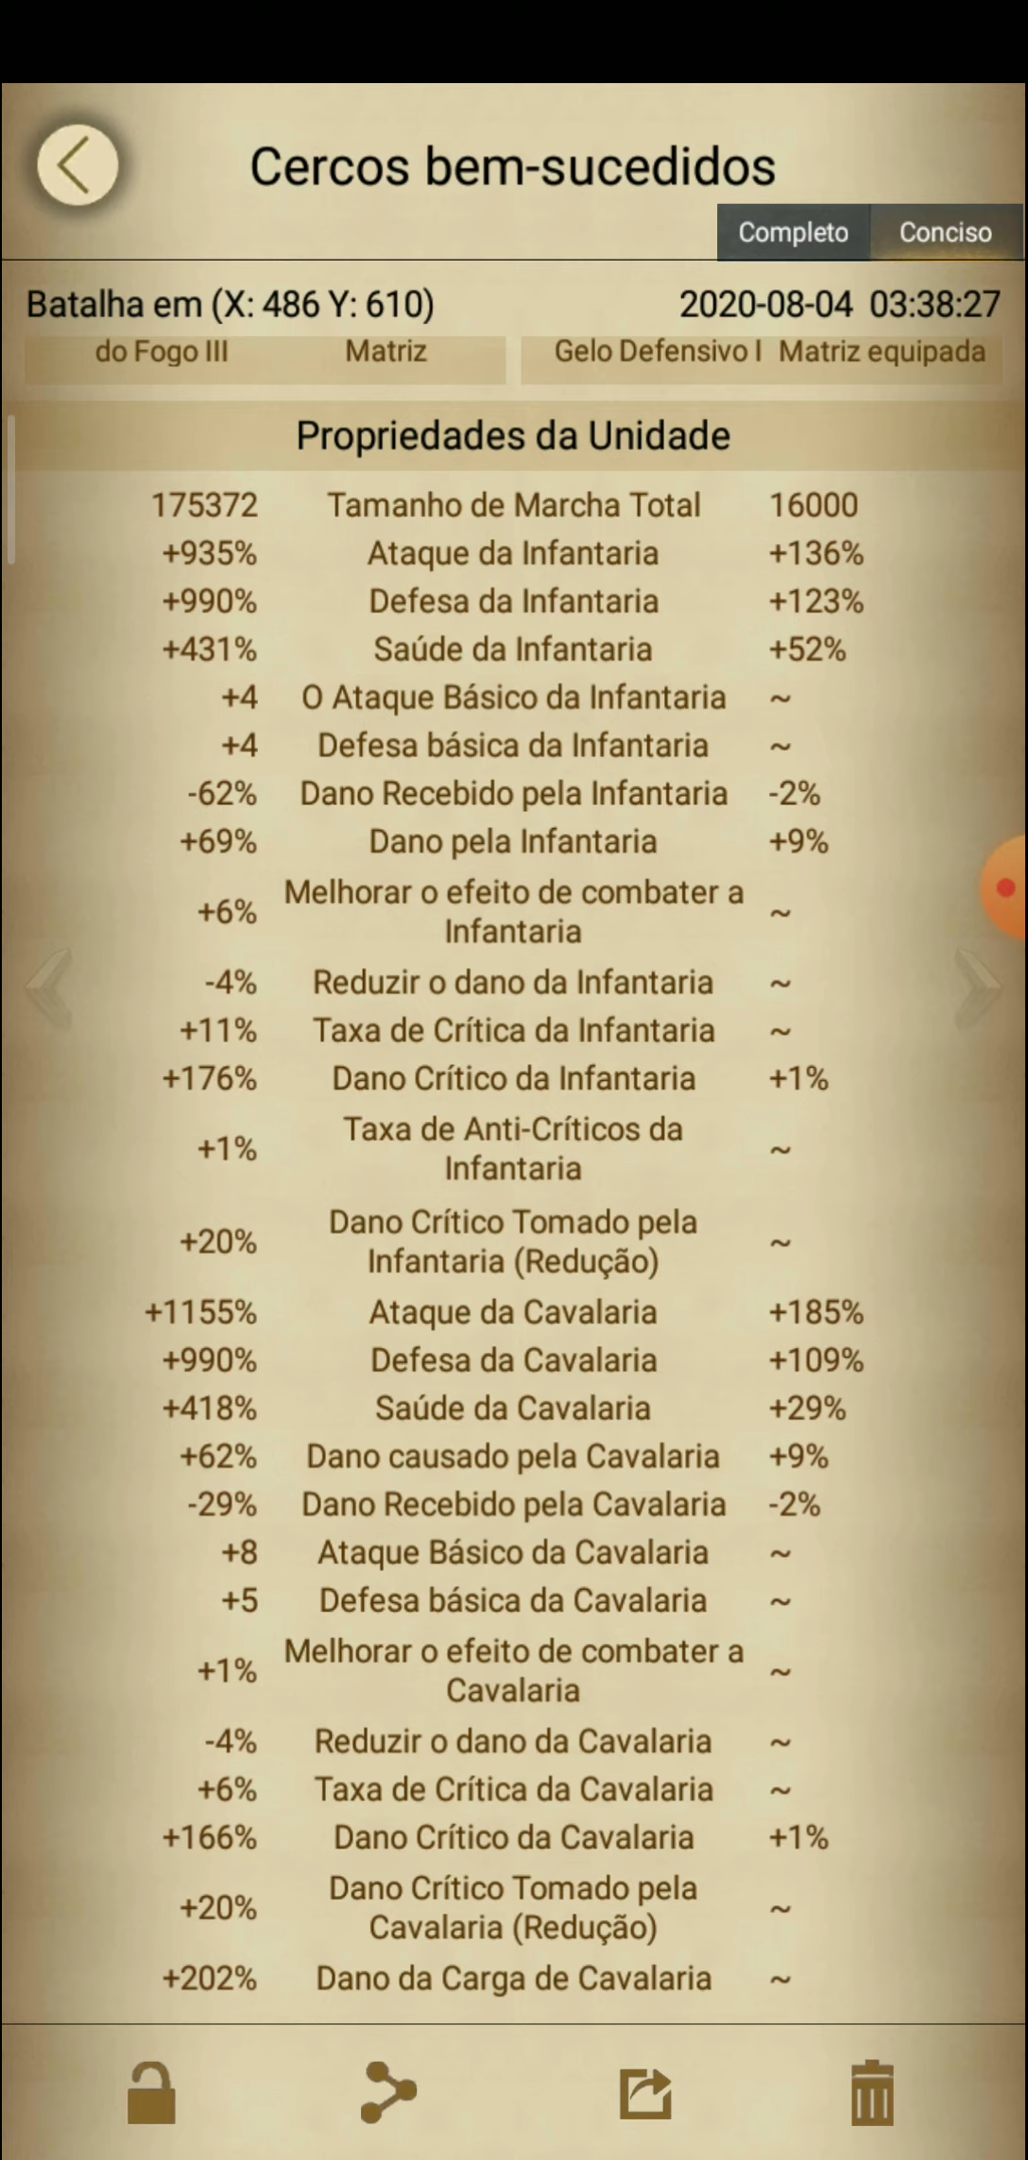 Cercos bem-sucedidos
Completo Conciso
Batalha em (X: 486 Y: 610) 2020-08-04 03:38:27
do Fogo III Matriz Gelo Defensivo I Matriz equipada
Propriedades da Unidade
175372 Tamanho de Marcha Total 16000
+935% Ataque da Infantaria +136%
+990% Defesa da Infantaria +123%
+431% Saúde da Infantaria +52%
+4 O Ataque Básico da Infantaria ~
+4 Defesa básica da Infantaria ~
-62% Dano Recebido pela Infantaria -2%
+69% Dano pela Infantaria +9%
+6% Melhorar o efeito de combater a
Infantaria ~
-4% Reduzir o dano da Infantaria ~
+11% Taxa de Crítica da Infantaria ~
+176% Dano Crítico da Infantaria +1%
+1% Taxa de Anti-Críticos da
Infantaria ~
+20% Dano Crítico Tomado pela
Infantaria (Redução) ~
+1155% Ataque da Cavalaria +185%
+990% Defesa da Cavalaria +109%
+418% Saúde da Cavalaria +29%
+62% Dano causado pela Cavalaria +9%
-29% Dano Recebido pela Cavalaria -2%
+8 Ataque Básico da Cavalaria ~
+5 Defesa básica da Cavalaria ~
+1% Melhorar o efeito de combater a
Cavalaria ~
-4% Reduzir o dano da Cavalaria ~
+6% Taxa de Crítica da Cavalaria ~
+166% Dano Crítico da Cavalaria +1%
+20% Dano Crítico Tomado pela
Cavalaria (Redução) ~
+202% Dano da Carga de Cavalaria ~